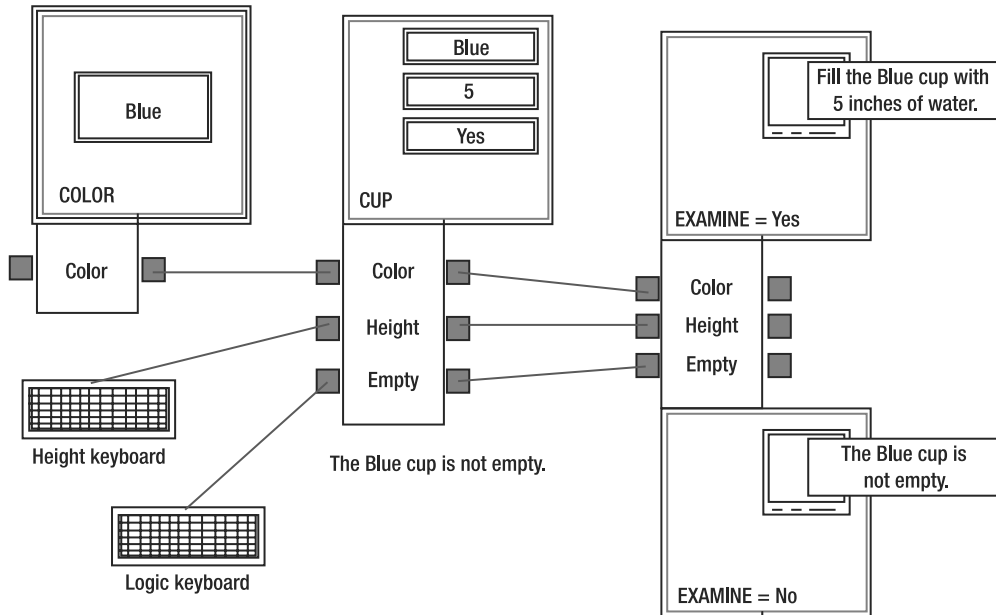 Blue
COLOR
Color
Height keyboard
Logic keyboard
Blue
5
Yes
CUP
Color
Height
Empty
The Blue cup is not empty.
Fill the Blue cup with
5 inches of water.
EXAMINE = Yes
Color
Height
Empty
The Blue cup is
not empty.
EXAMINE = No